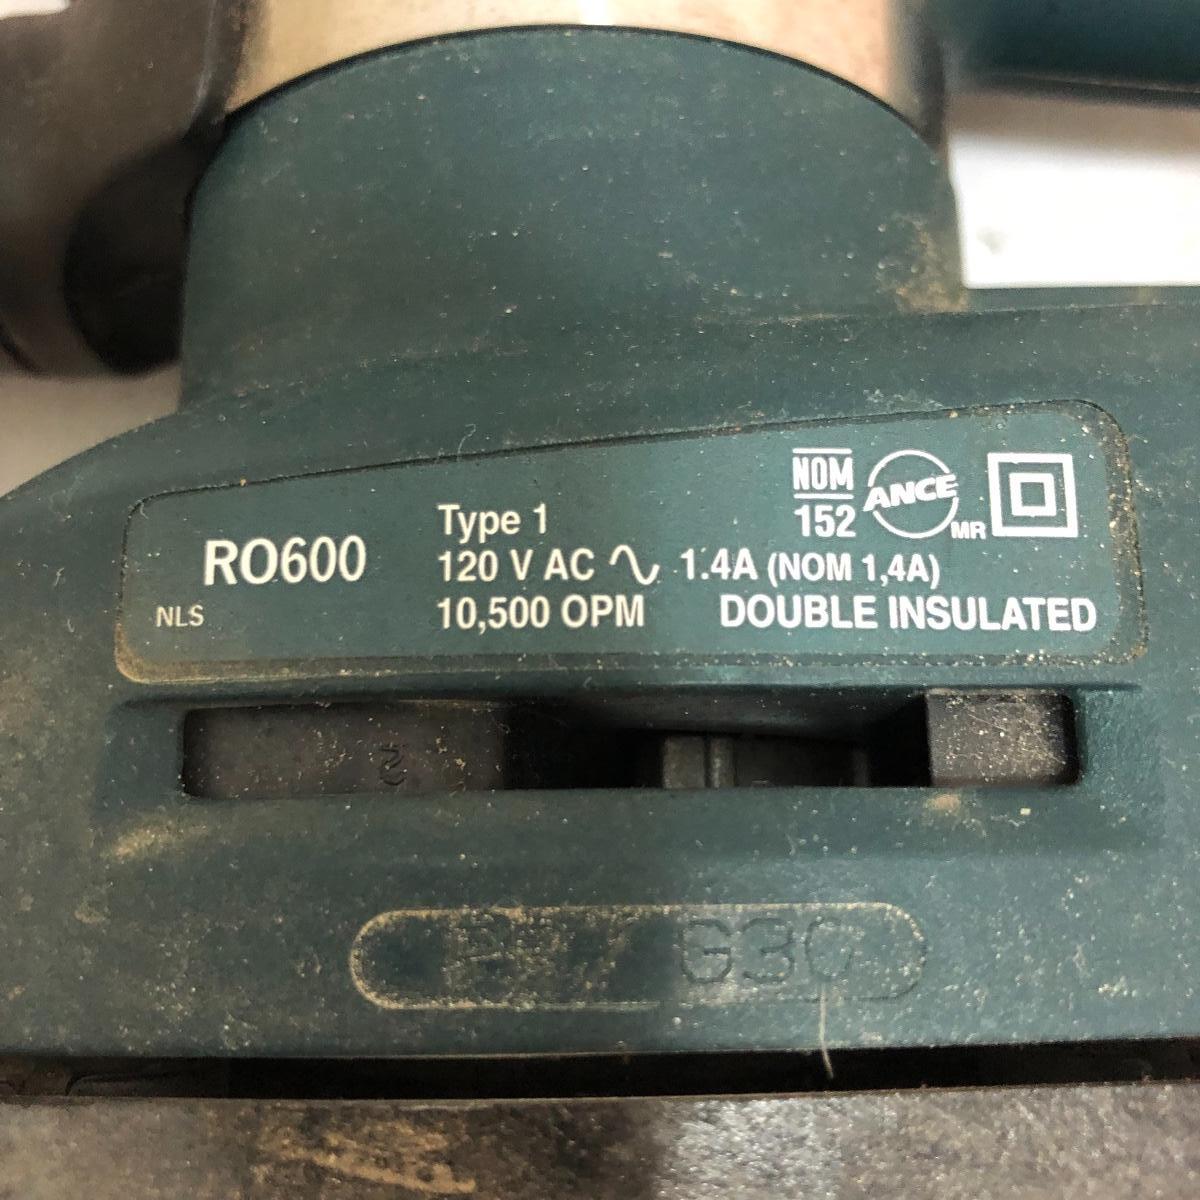 NOM
152
ANCE
MR
Type 1
RO600
120 V AC 1.4A (NOM 1,4A)
NLS
10,500 OPM DOUBLE INSULATED
2